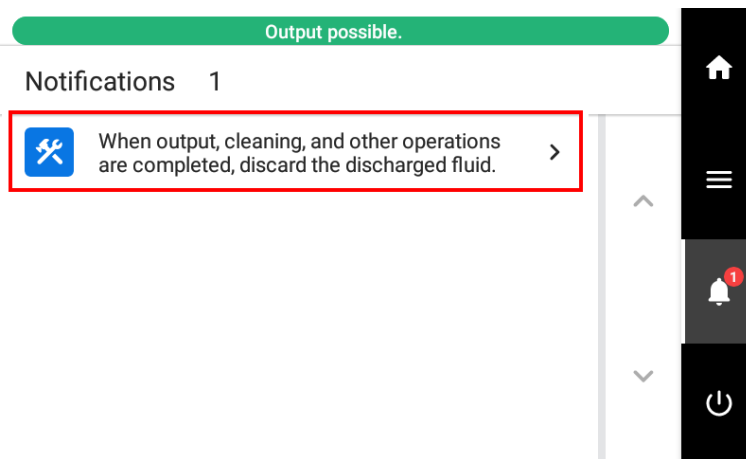 Output possible.
Notifications 1
When output, cleaning, and other operations
are completed, discard the discharged fluid.
1